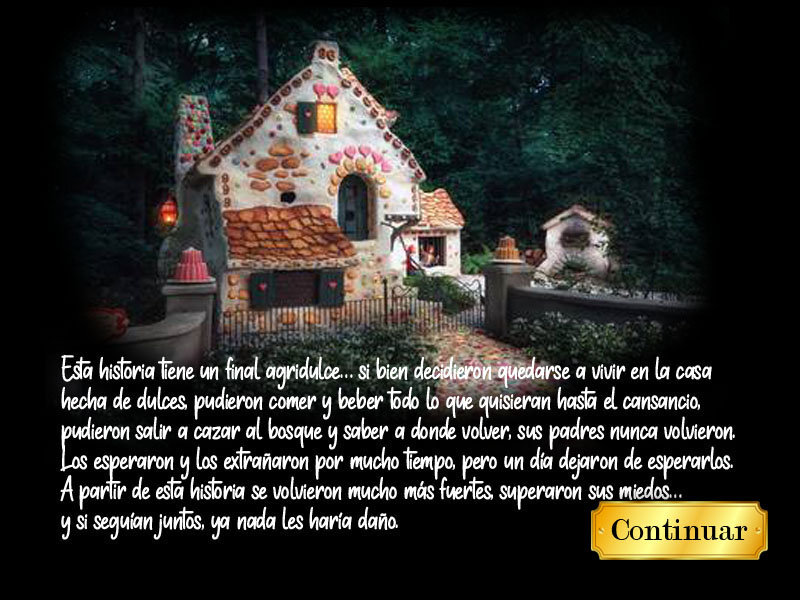 Esta historia tiene un final agridulce... si bien decidieron quedarse a vivir en la casa
hecha de dulces, pudieron comer y beber todo lo que quisieran hasta el cansancio,
pudieron salir a cazar al bosque y saber a donde volver, sus padres nunca volvieron.
Los esperaron y los extrañaron por mucho tiempo, pero un día dejaron de esperarlos.
A partir de esta historia se volvieron mucho más fuertes, superaron sus miedos...
y si seguían juntos, ya nada les haría daño.
Continuar